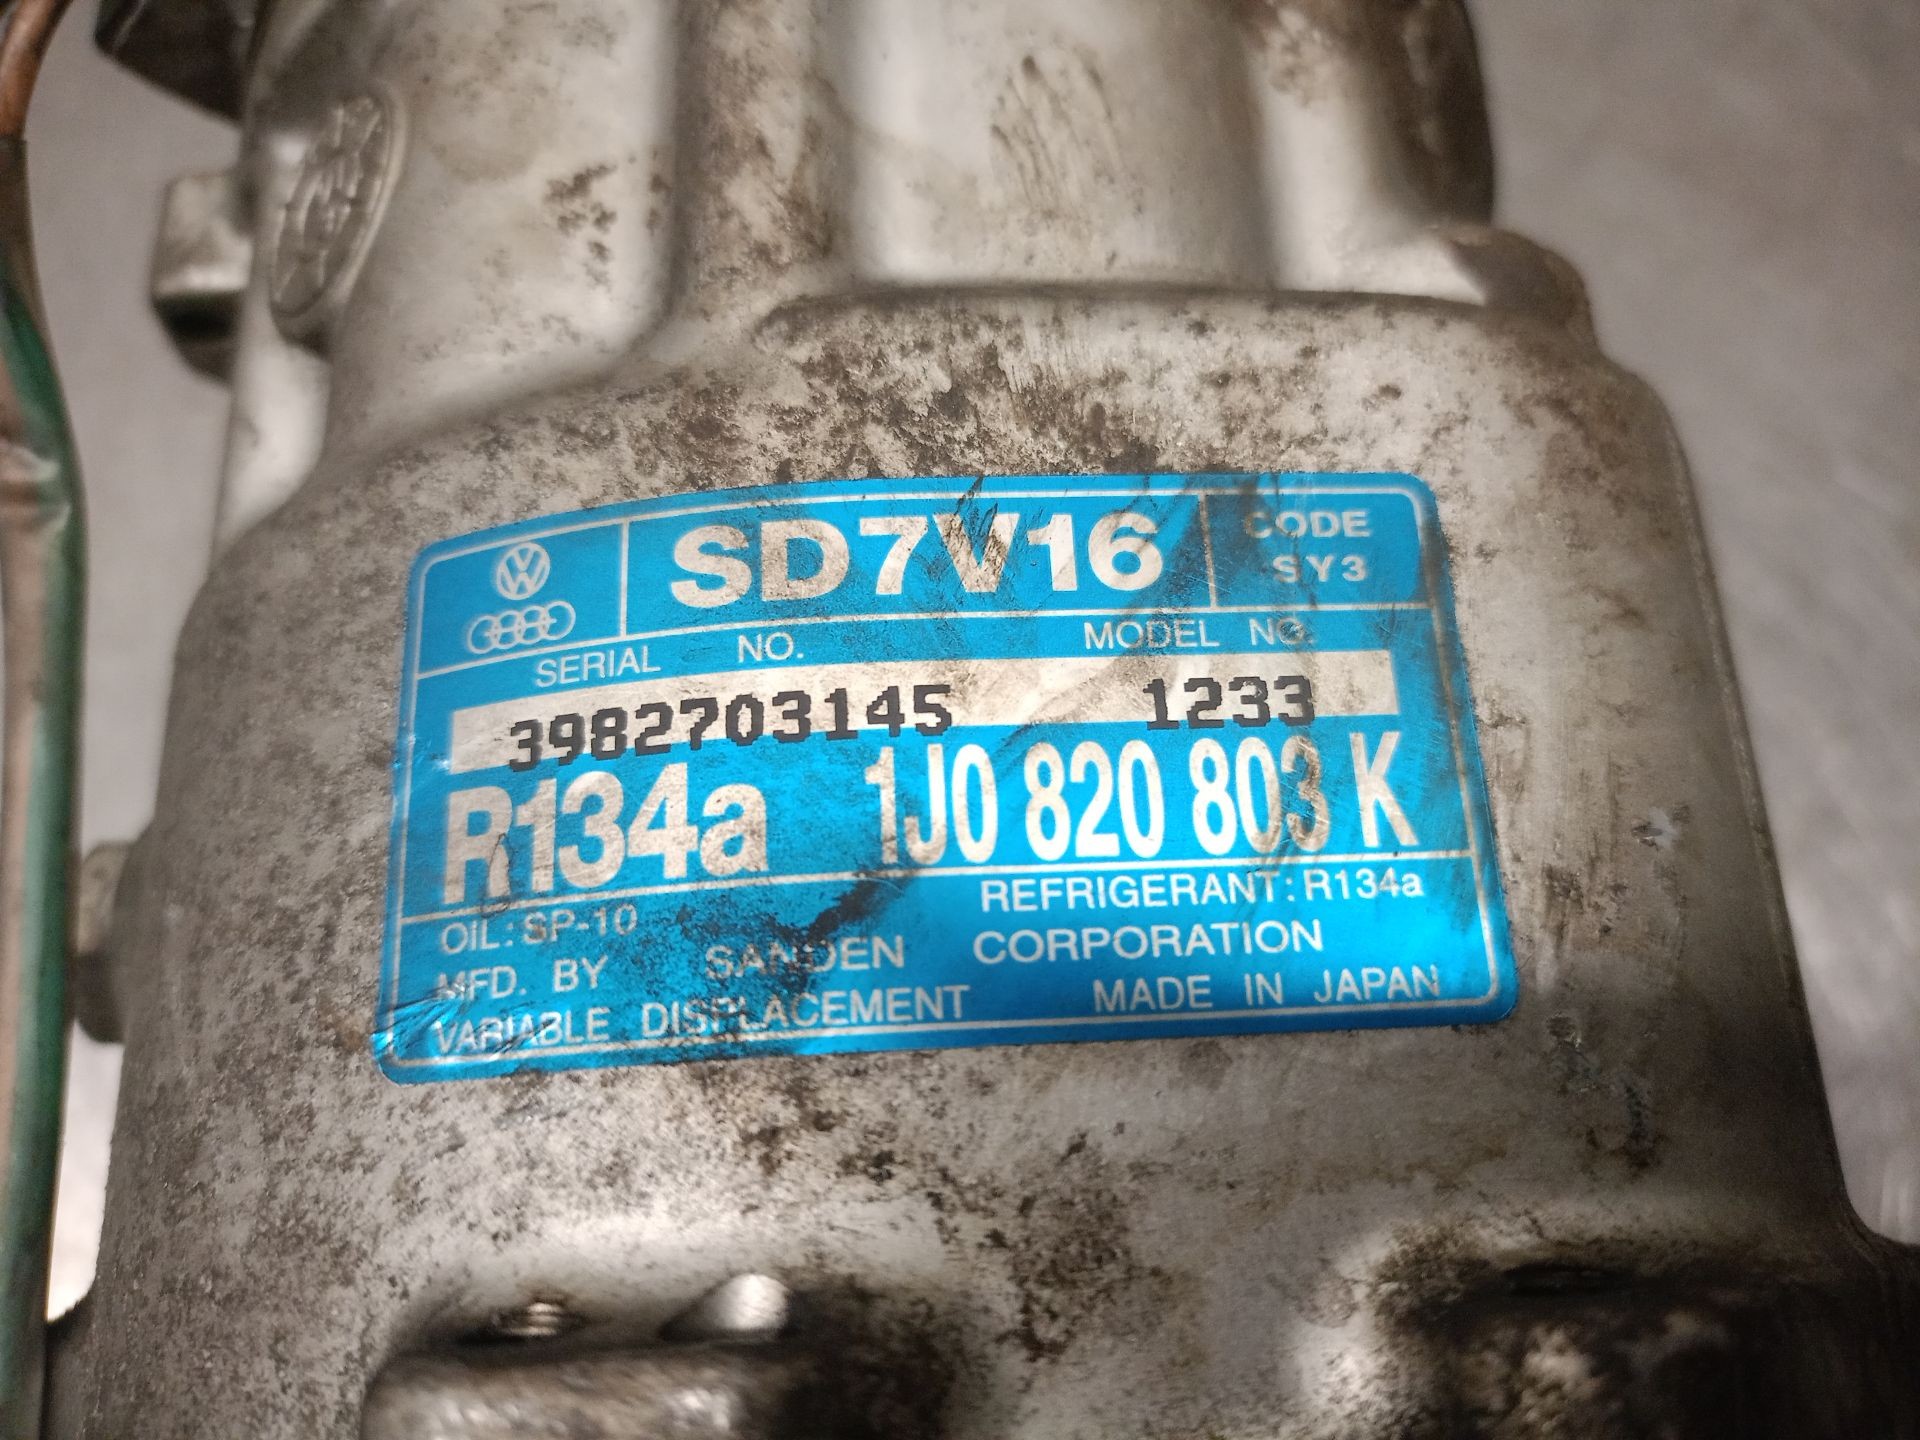 SD7V16
CODE
SY3
SERIAL NO. MODEL NO.
3982703145 1233
R134a 1J0 820 803 K
OIL: SP-10 REFRIGERANT: R134a
MFD. BY SANDEN CORPORATION
VARIABLE DISPLACEMENT MADE IN JAPAN